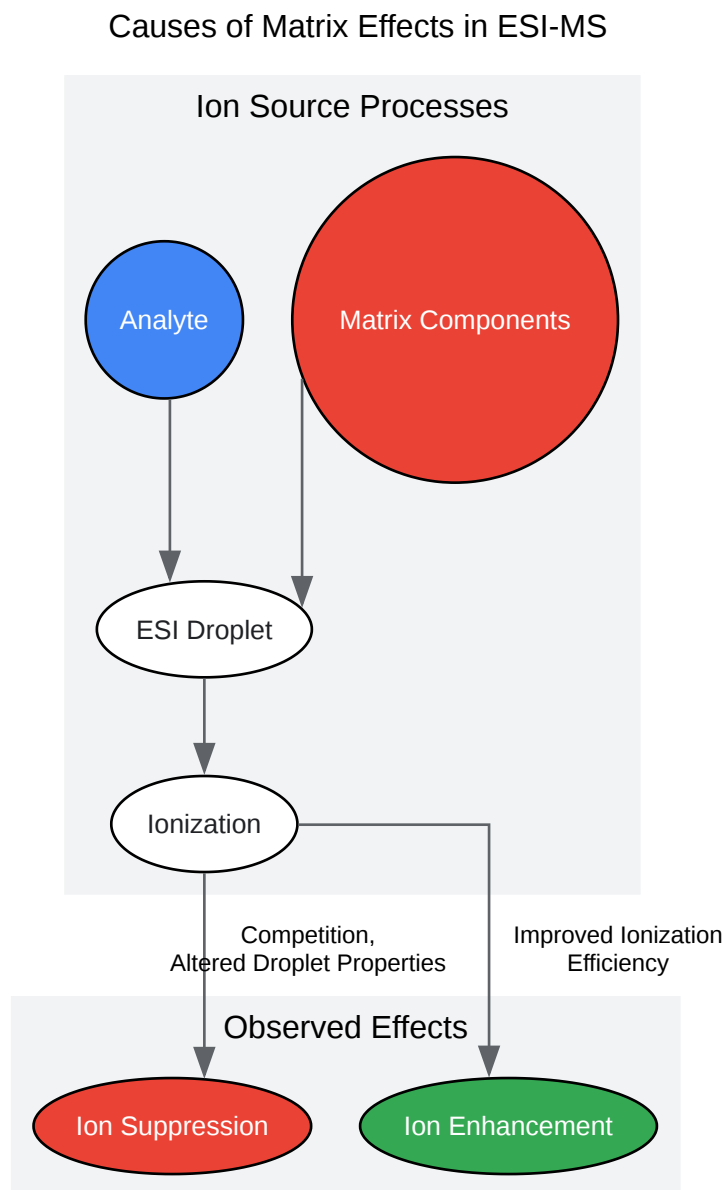 Causes of Matrix Effects in ESI-MS
Ion Source Processes
Analyte
Matrix Components
ESI Droplet
Ionization
Competition,
Altered Droplet Properties
Improved Ionization
Efficiency
Observed Effects
Ion Suppression
Ion Enhancement